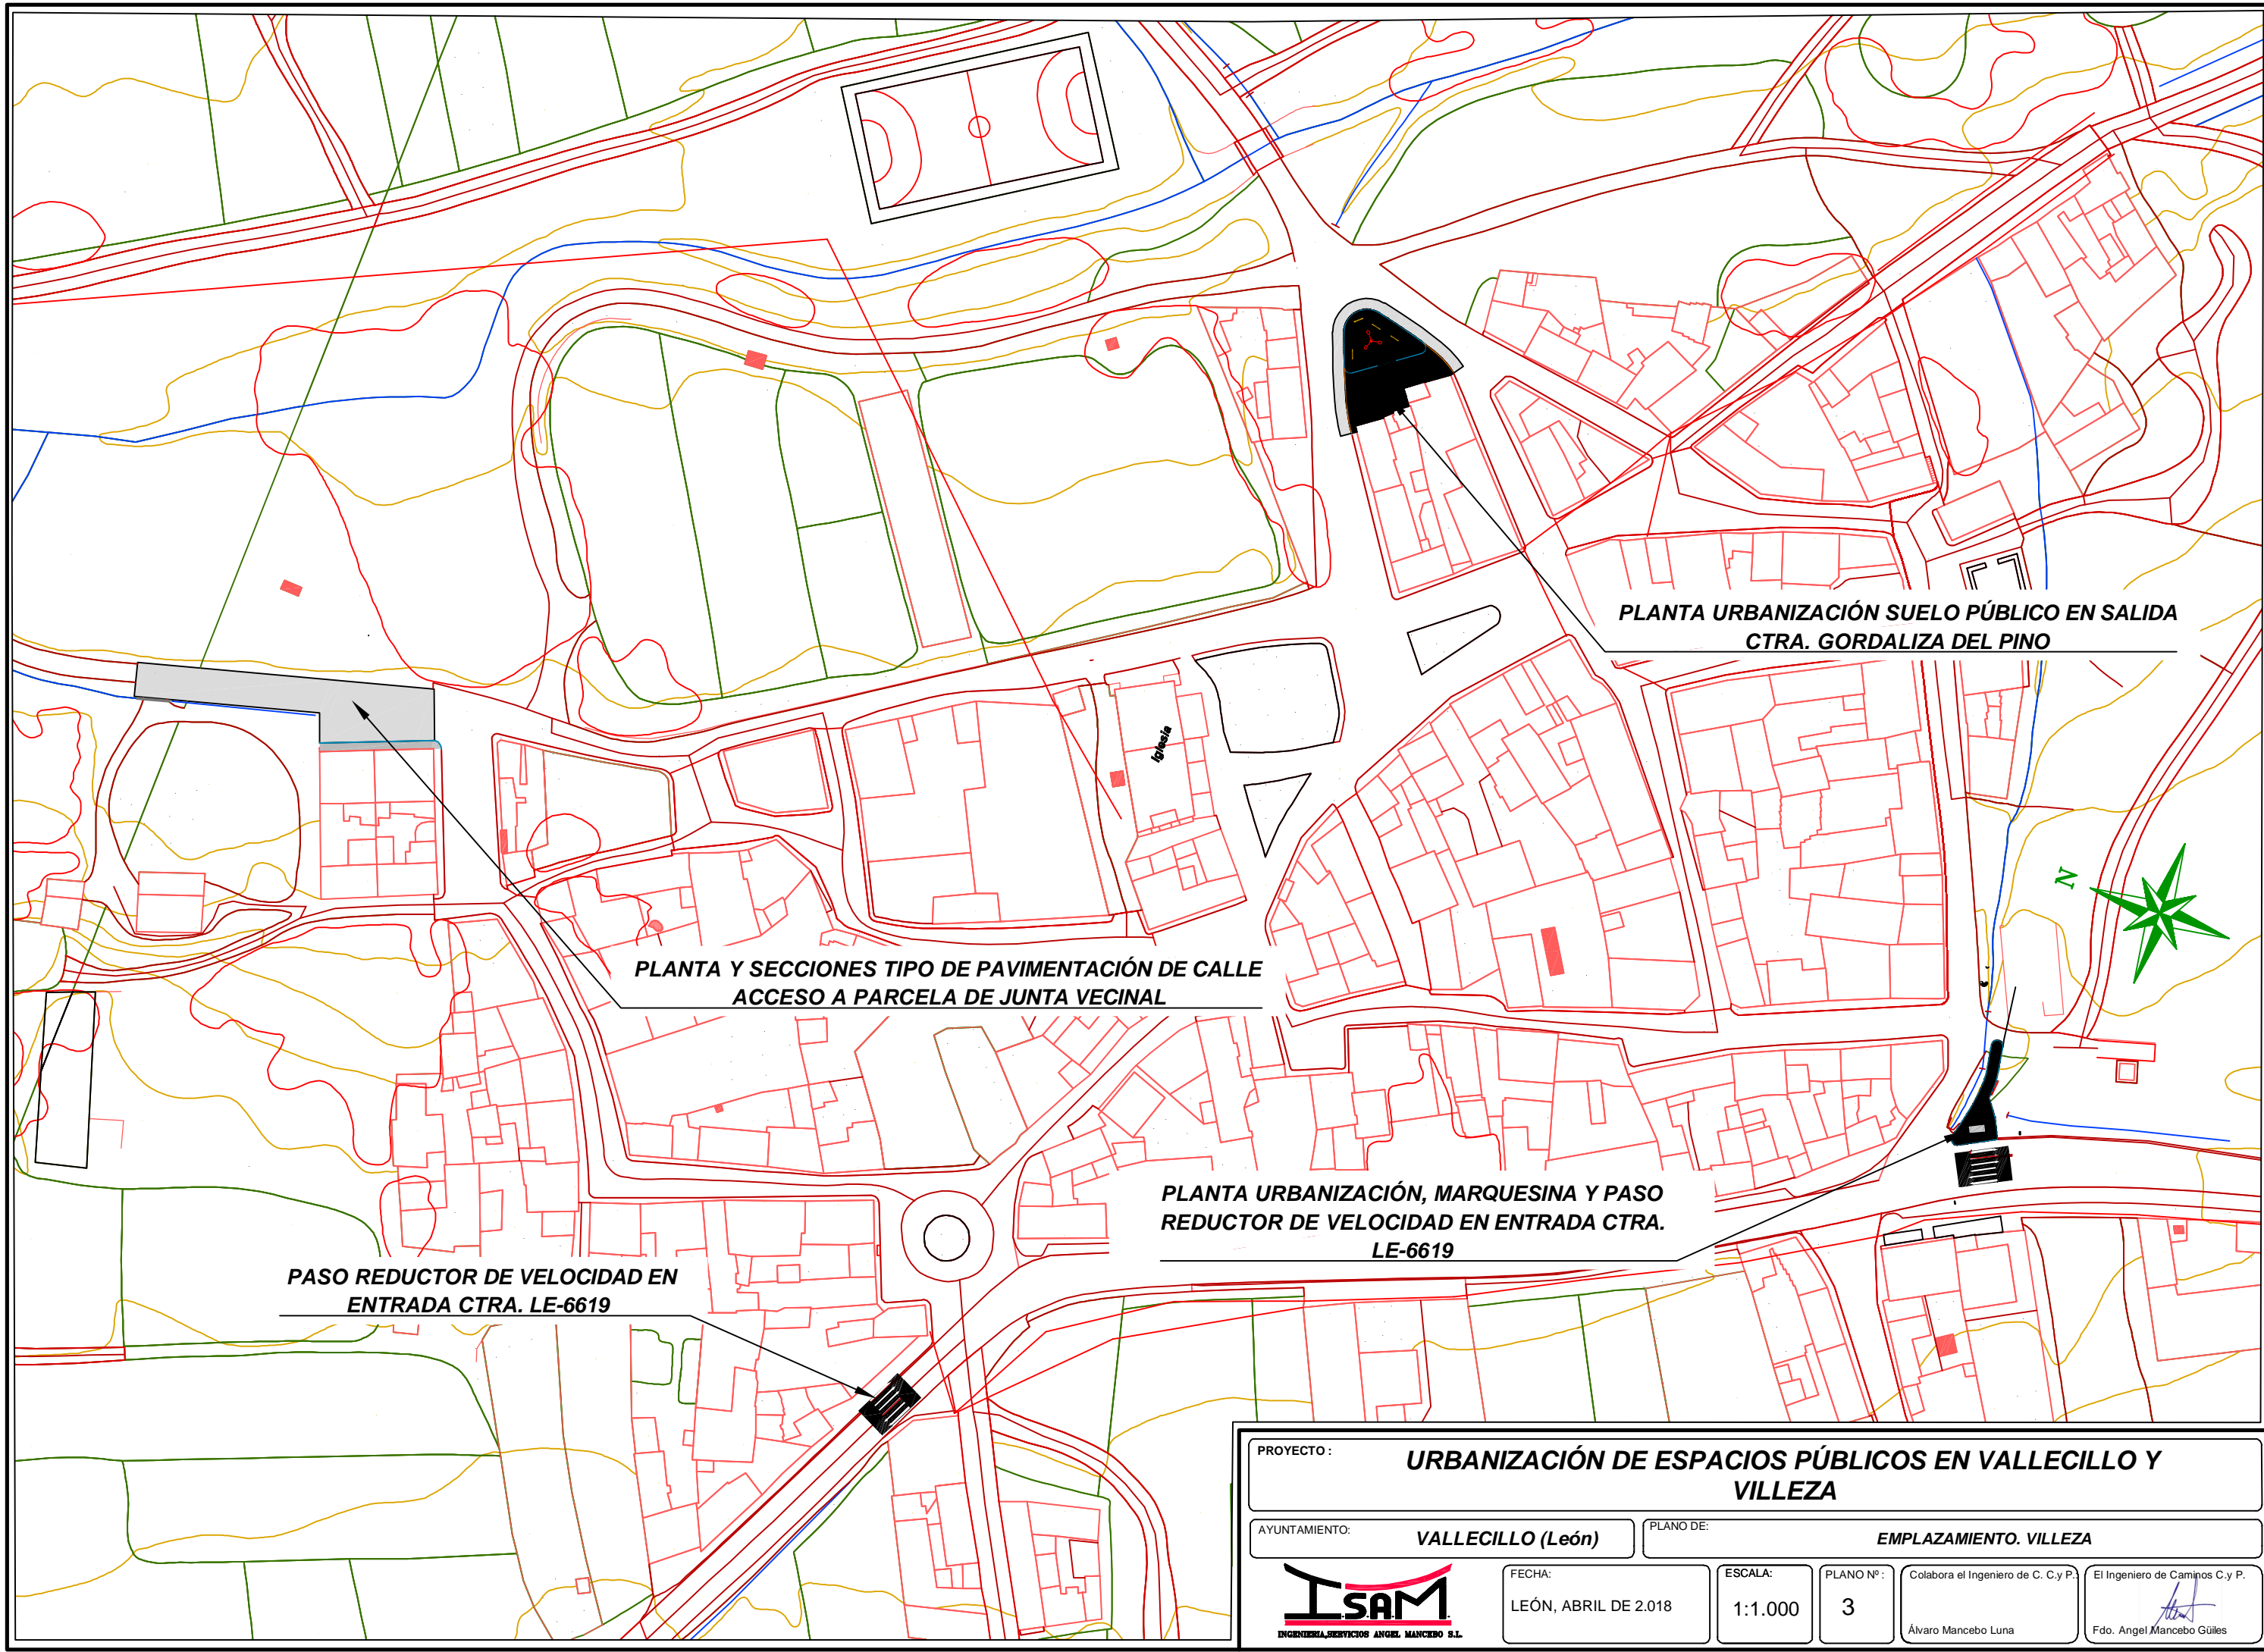 PLANTA URBANIZACIÓN SUELO PÚBLICO EN SALIDA
CTRA. GORDALIZA DEL PINO
Iglesia
N
PLANTA Y SECCIONES TIPO DE PAVIMENTACIÓN DE CALLE
ACCESO A PARCELA DE JUNTA VECINAL
PLANTA URBANIZACIÓN, MARQUESINA Y PASO
REDUCTOR DE VELOCIDAD EN ENTRADA CTRA.
LE-6619
PASO REDUCTOR DE VELOCIDAD EN
ENTRADA CTRA. LE-6619
PROYECTO :
URBANIZACIÓN DE ESPACIOS PÚBLICOS EN VALLECILLO Y
VILLEZA
AYUNTAMIENTO:
VALLECILLO (León)
PLANO DE:
EMPLAZAMIENTO. VILLEZA
I.S.A.M.
INGENIERIA,SERVICIOS ANGEL MANCEBO S.L.
FECHA:
LEÓN, ABRIL DE 2.018
ESCALA:
1:1.000
PLANO Nº :
3
Colabora el Ingeniero de C. C.y P.:
Álvaro Mancebo Luna
El Ingeniero de Caminos C.y P.
Fdo. Angel Mancebo Güiles